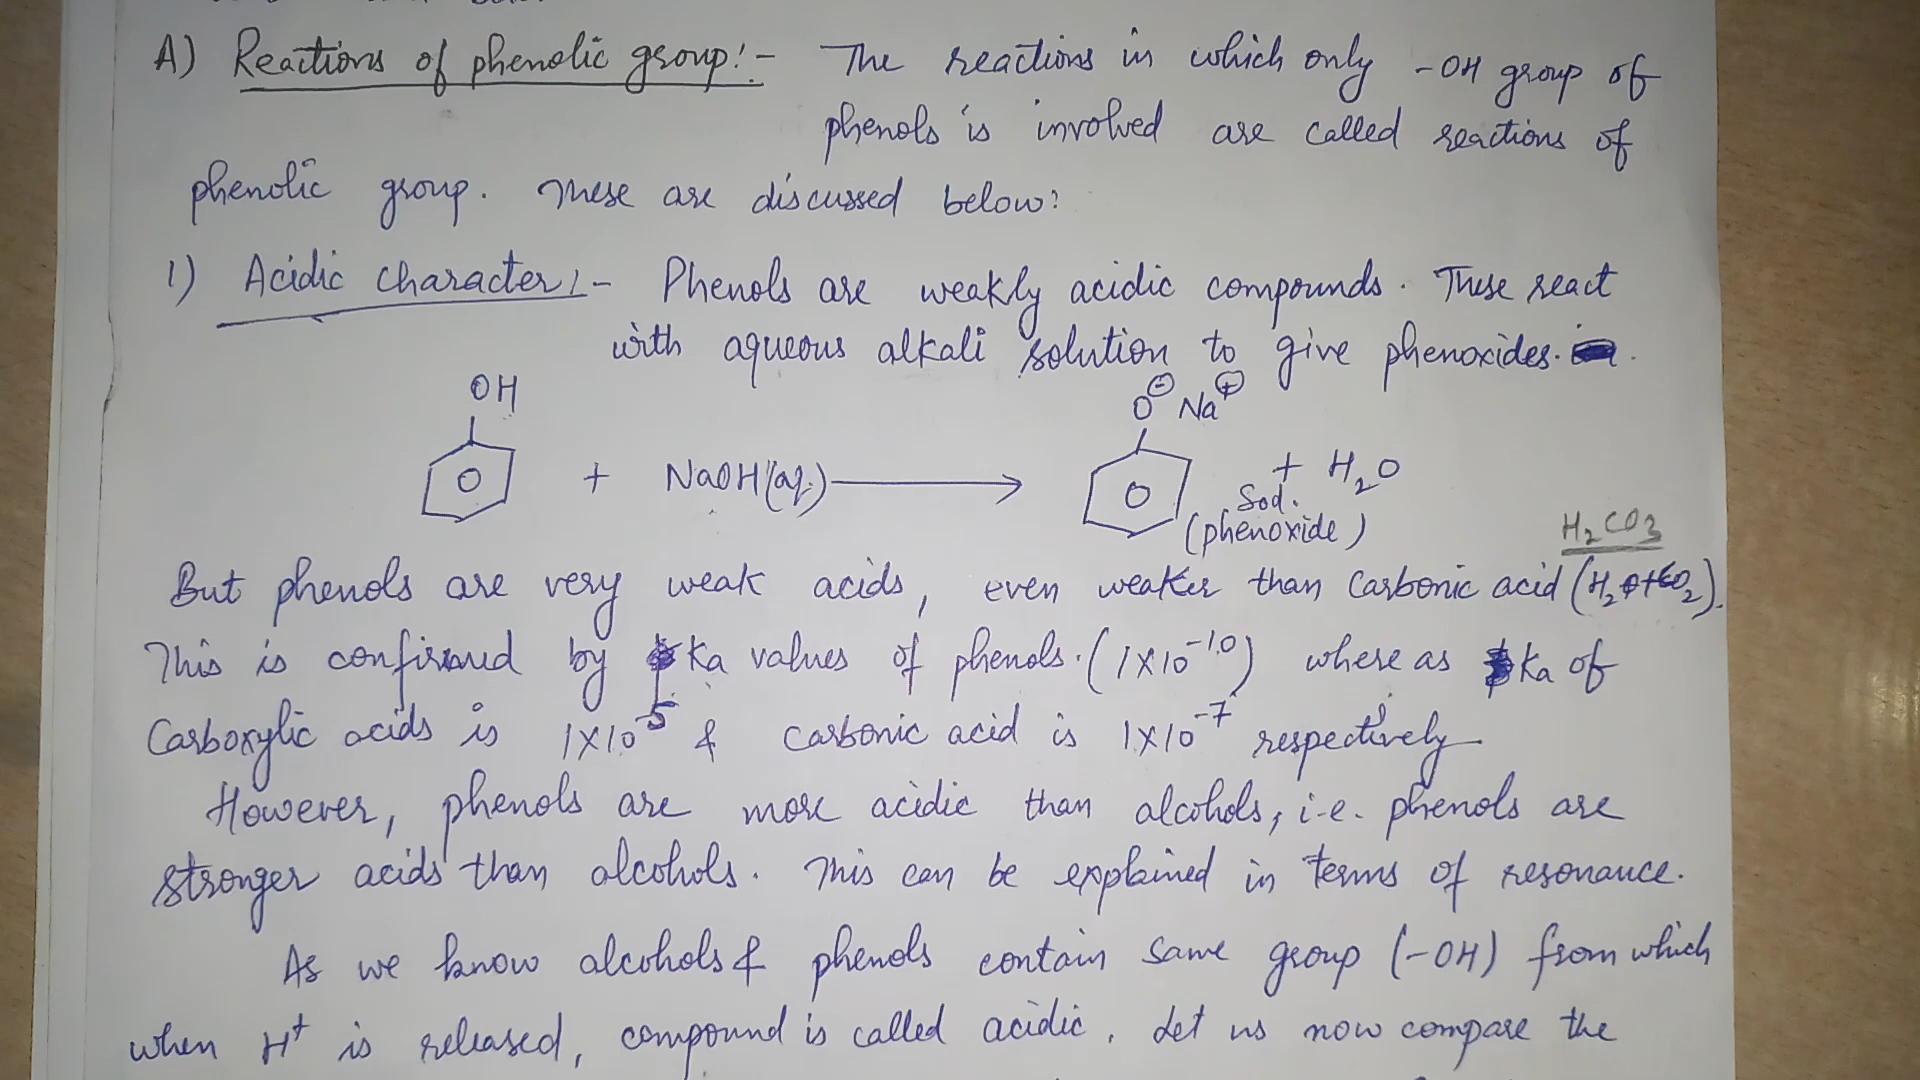 A) Reactions of phenolic group:- The reactions in which only -OH group of
phenols is involved are called reactions of
phenolic group. These are discussed below:
1) Acidic character:- Phenols are weakly acidic compounds. These react
with aqueous alkali solution to give phenoxides.
OH
O⊖ Na⊕
+ NaOH(aq.) ⟶ + H₂O
Sod.
(phenoxide)
H₂CO₃
But phenols are very weak acids, even weaker than Carbonic acid (H₂O+CO₂).
This is confirmed by Ka values of phenols. (1×10⁻¹⁰) where as Ka of
Carboxylic acids is 1×10⁻⁵ & carbonic acid is 1×10⁻⁷ respectively.
However, phenols are more acidic than alcohols, i.e. phenols are
stronger acids than alcohols. This can be explained in terms of resonance.
As we know alcohols & phenols contain same group (-OH) from which
when H⁺ is released, compound is called acidic. Let us now compare the